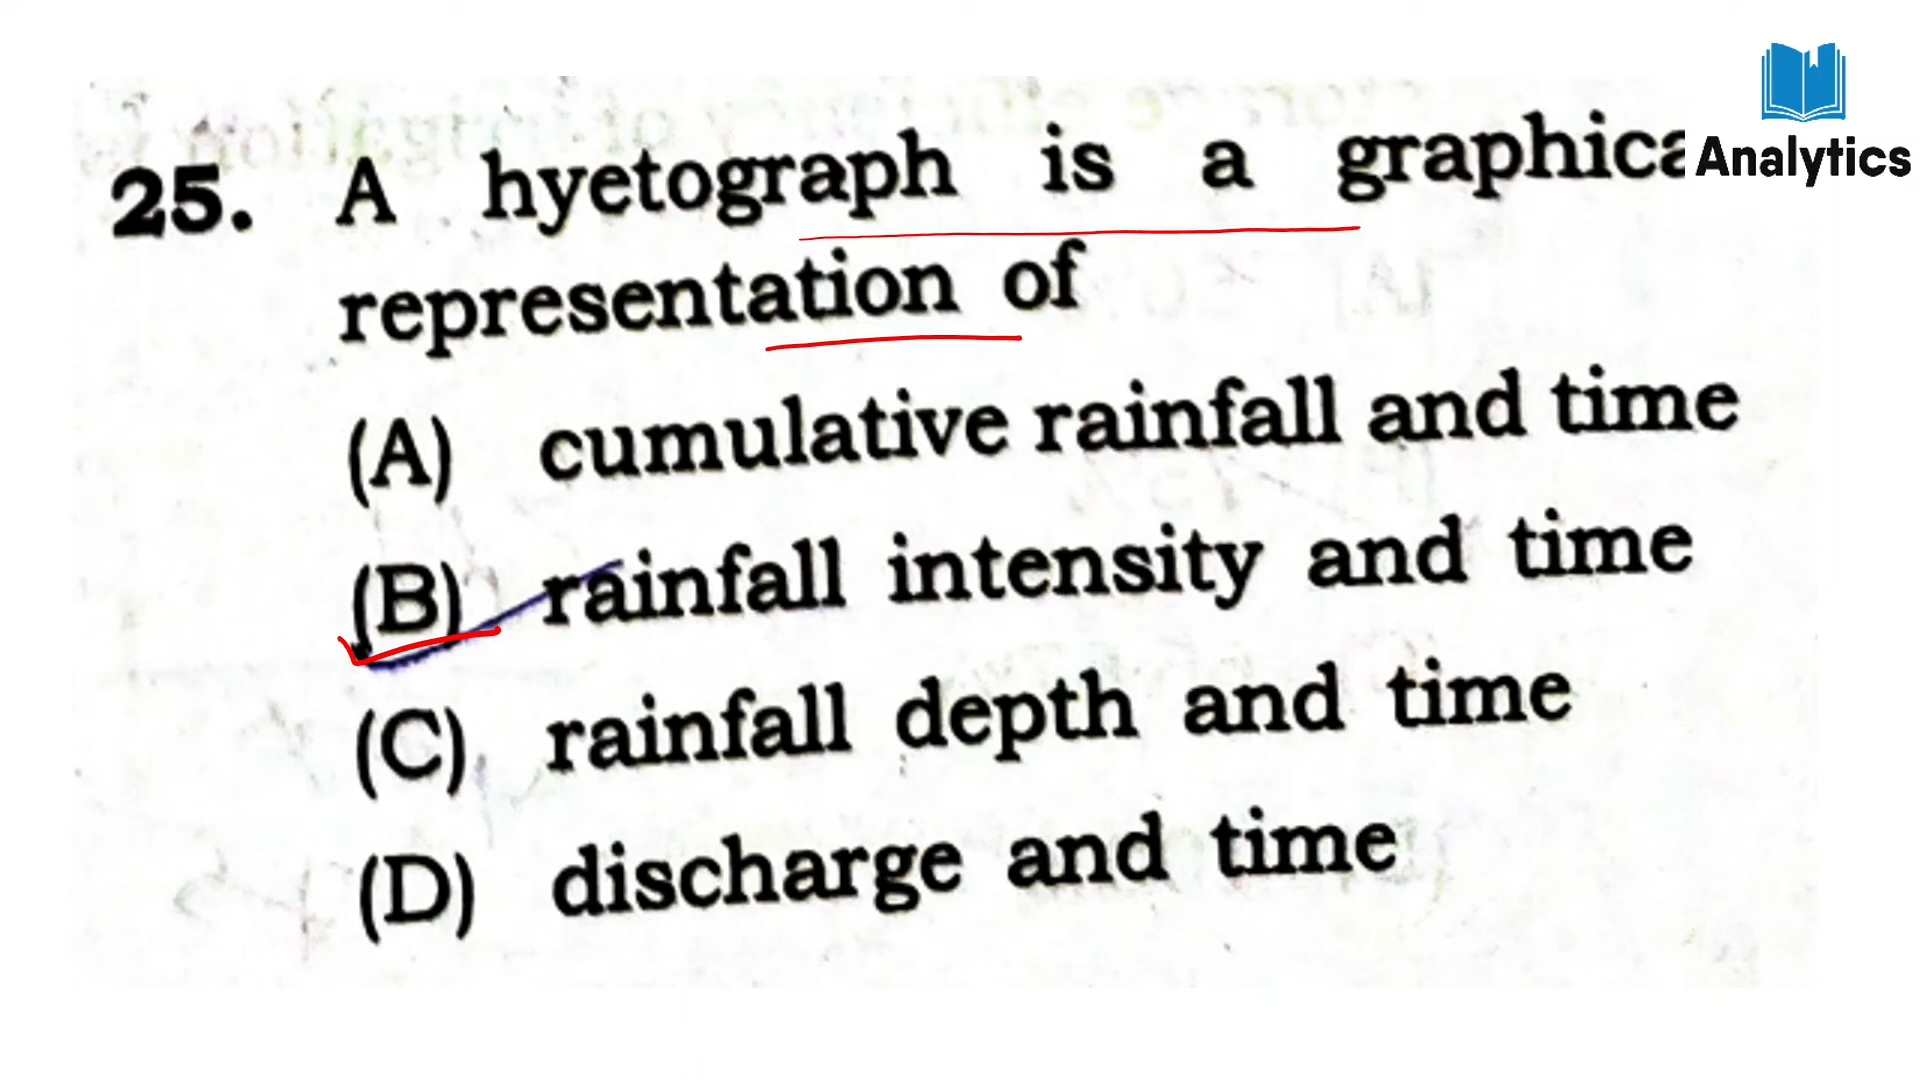 Analytics
25. A hyetograph is a graphica
representation of
(A) cumulative rainfall and time
(B) rainfall intensity and time
(C) rainfall depth and time
(D) discharge and time